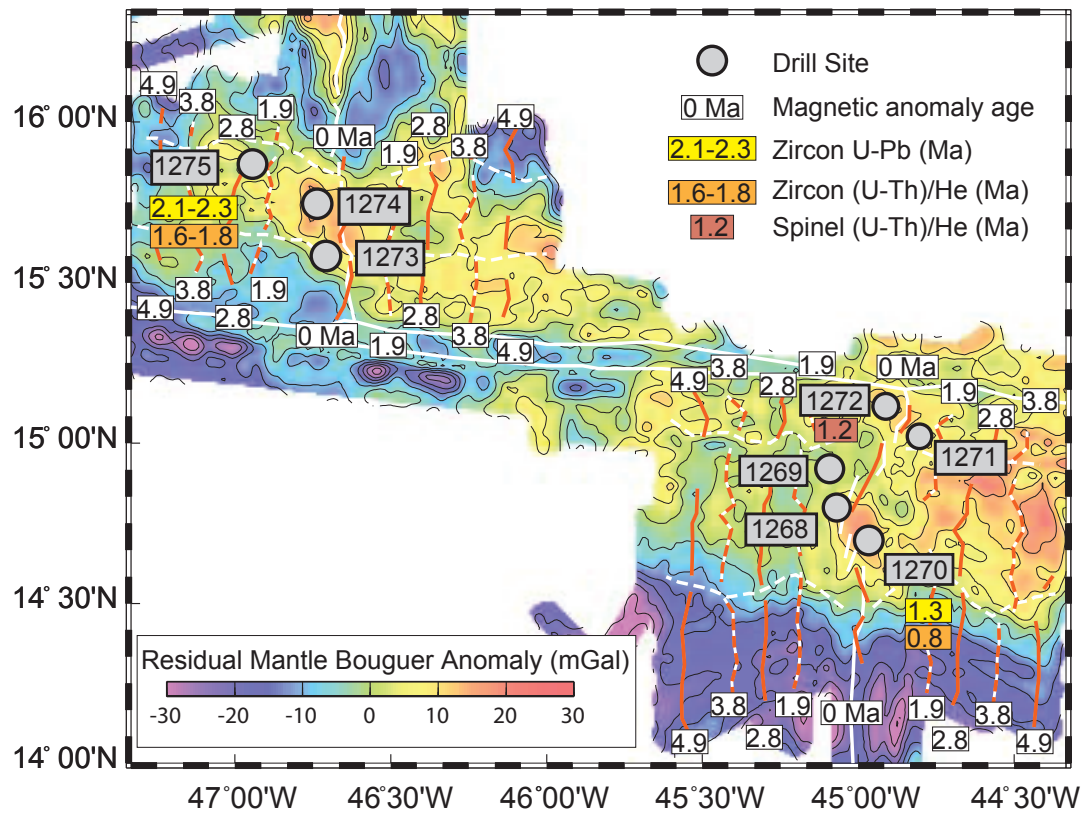 Drill Site
0 Ma Magnetic anomaly age
2.1-2.3 Zircon U-Pb (Ma)
1.6-1.8 Zircon (U-Th)/He (Ma)
1.2 Spinel (U-Th)/He (Ma)
16° 00'N
15° 30'N
15° 00'N
14° 30'N
14° 00'N
4.9
3.8
2.8
1.9
0 Ma
1.9
2.8
3.8
4.9
1275
2.1-2.3
1.6-1.8
1274
1273
4.9
3.8
2.8
1.9
0 Ma
1.9
2.8
3.8
4.9
4.9
3.8
2.8
1.9
0 Ma
1.9
2.8
3.8
1272
1.2
1271
1269
1268
1270
1.3
0.8
4.9
3.8
2.8
1.9
0 Ma
1.9
2.8
3.8
4.9
Residual Mantle Bouguer Anomaly (mGal)
-30 -20 -10 0 10 20 30
47° 00'W 46° 30'W 46° 00'W 45° 30'W 45° 00'W 44° 30'W